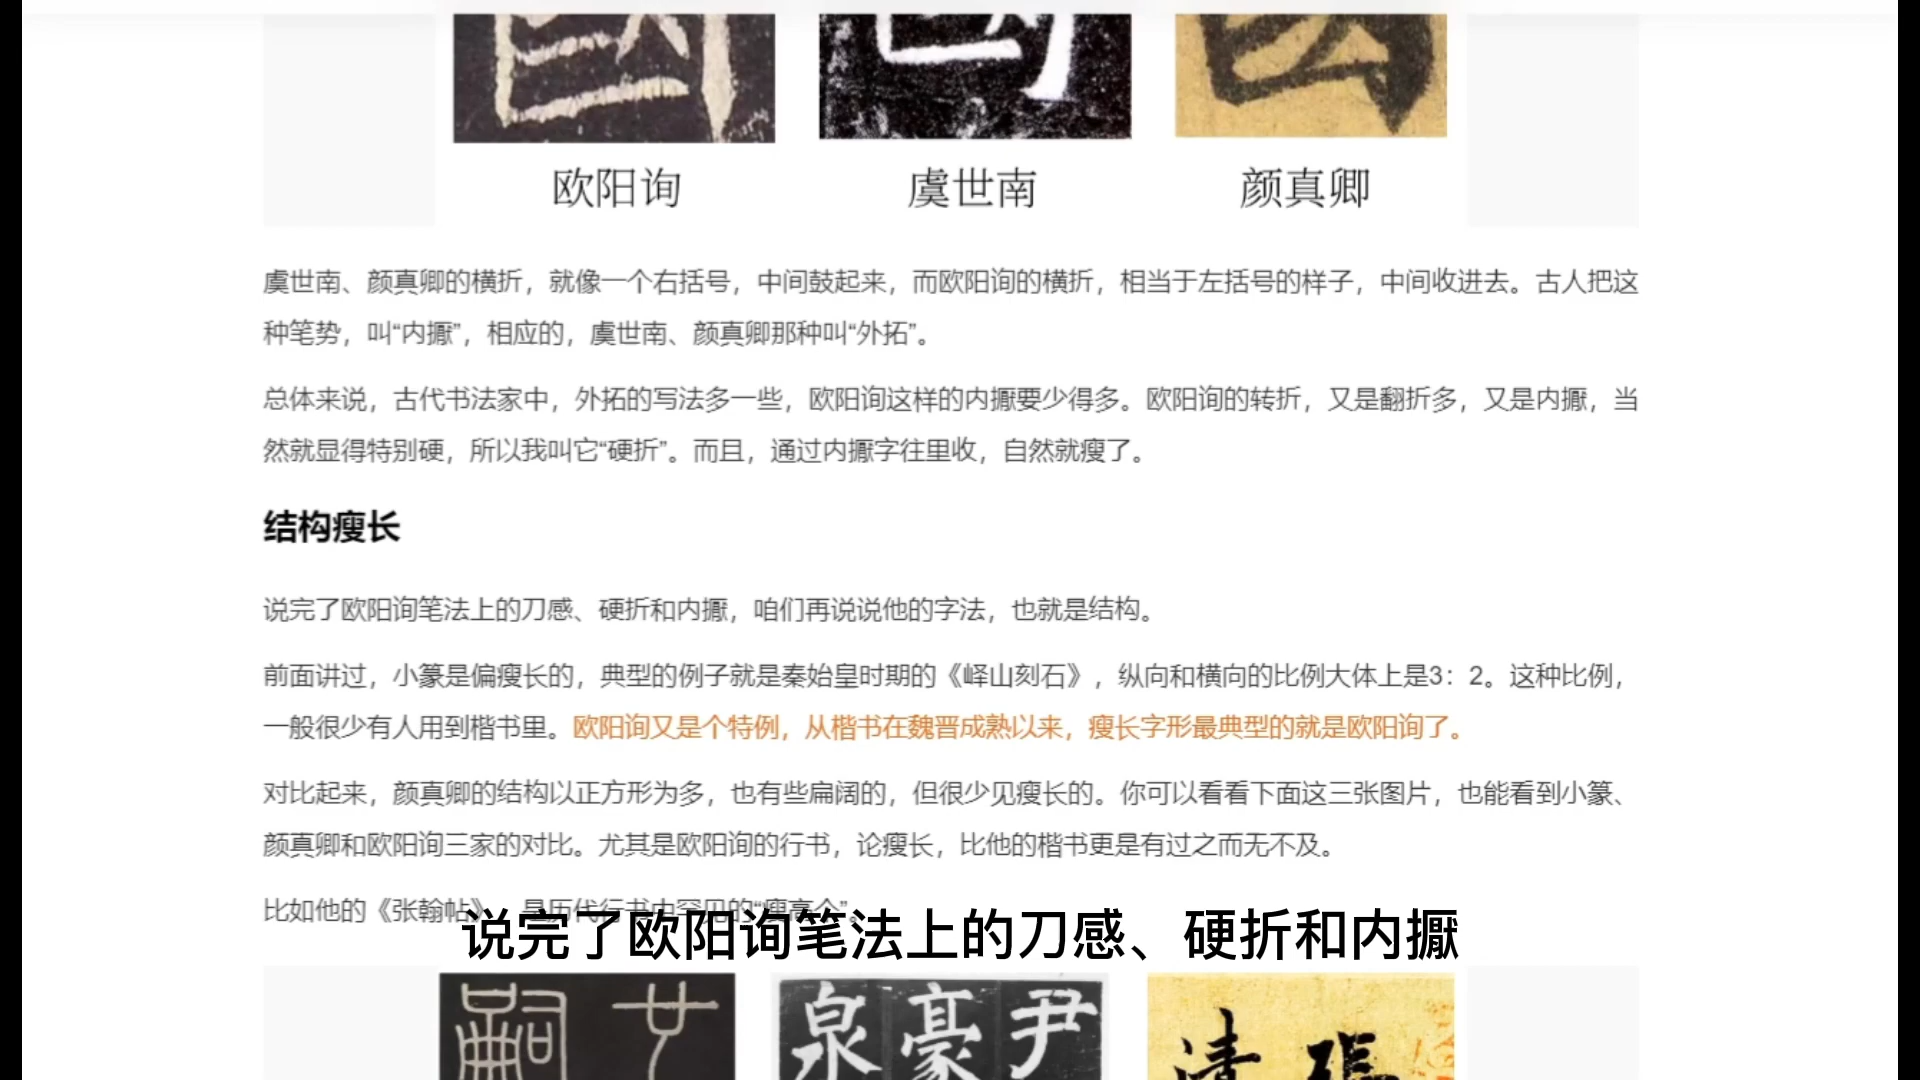 欧阳询 虞世南 颜真卿
虞世南、颜真卿的横折，就像一个右括号，中间鼓起来，而欧阳询的横折，相当于左括号的样子，中间收进去。古人把这
种笔势，叫“内擫”，相应的，虞世南、颜真卿那种叫“外拓”。
总体来说，古代书法家中，外拓的写法多一些，欧阳询这样的内擫要少得多。欧阳询的转折，又是翻折多，又是内擫，当
然就显得特别硬，所以我叫它“硬折”。而且，通过内擫字往里收，自然就瘦了。
结构瘦长
说完了欧阳询笔法上的刀感、硬折和内擫，咱们再说说他的字法，也就是结构。
前面讲过，小篆是偏瘦长的，典型的例子就是秦始皇时期的《峄山刻石》，纵向和横向的比例大体上是3：2。这种比例，
一般很少有人用到楷书里。欧阳询又是个特例，从楷书在魏晋成熟以来，瘦长字形最典型的就是欧阳询了。
对比起来，颜真卿的结构以正方形为多，也有些扁阔的，但很少见瘦长的。你可以看看下面这三张图片，也能看到小篆、
颜真卿和欧阳询三家的对比。尤其是欧阳询的行书，论瘦长，比他的楷书更是有过之而无不及。
比如他的《张翰帖》，是历代行书中罕见的“瘦高个”。
说完了欧阳询笔法上的刀感、硬折和内擫
泉 豪 尹